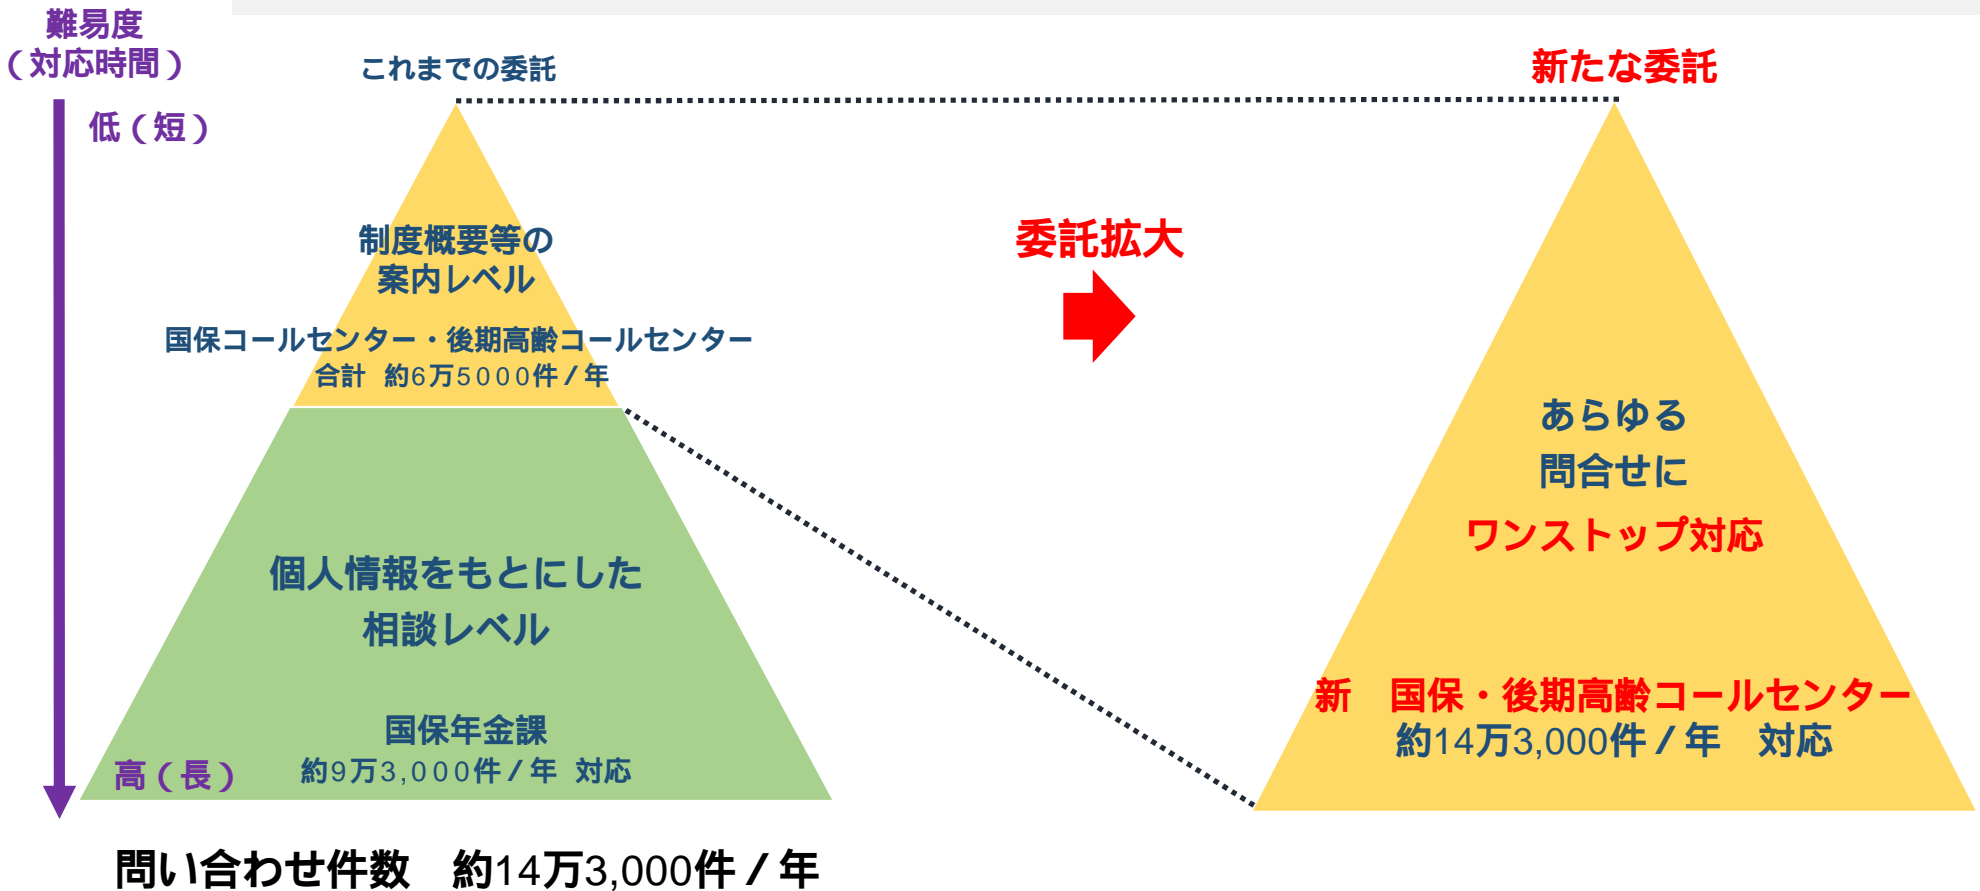 難易度
（対応時間）
低（短）
高（長）
これまでの委託
制度概要等の
案内レベル
国保コールセンター・後期高齢コールセンター
合計 約6万5000件／年
個人情報をもとにした
相談レベル
国保年金課
約9万3,000件／年 対応
問い合わせ件数　約14万3,000件／年
委託拡大
新たな委託
あらゆる
問合せに
ワンストップ対応
新　国保・後期高齢コールセンター
約14万3,000件／年　対応